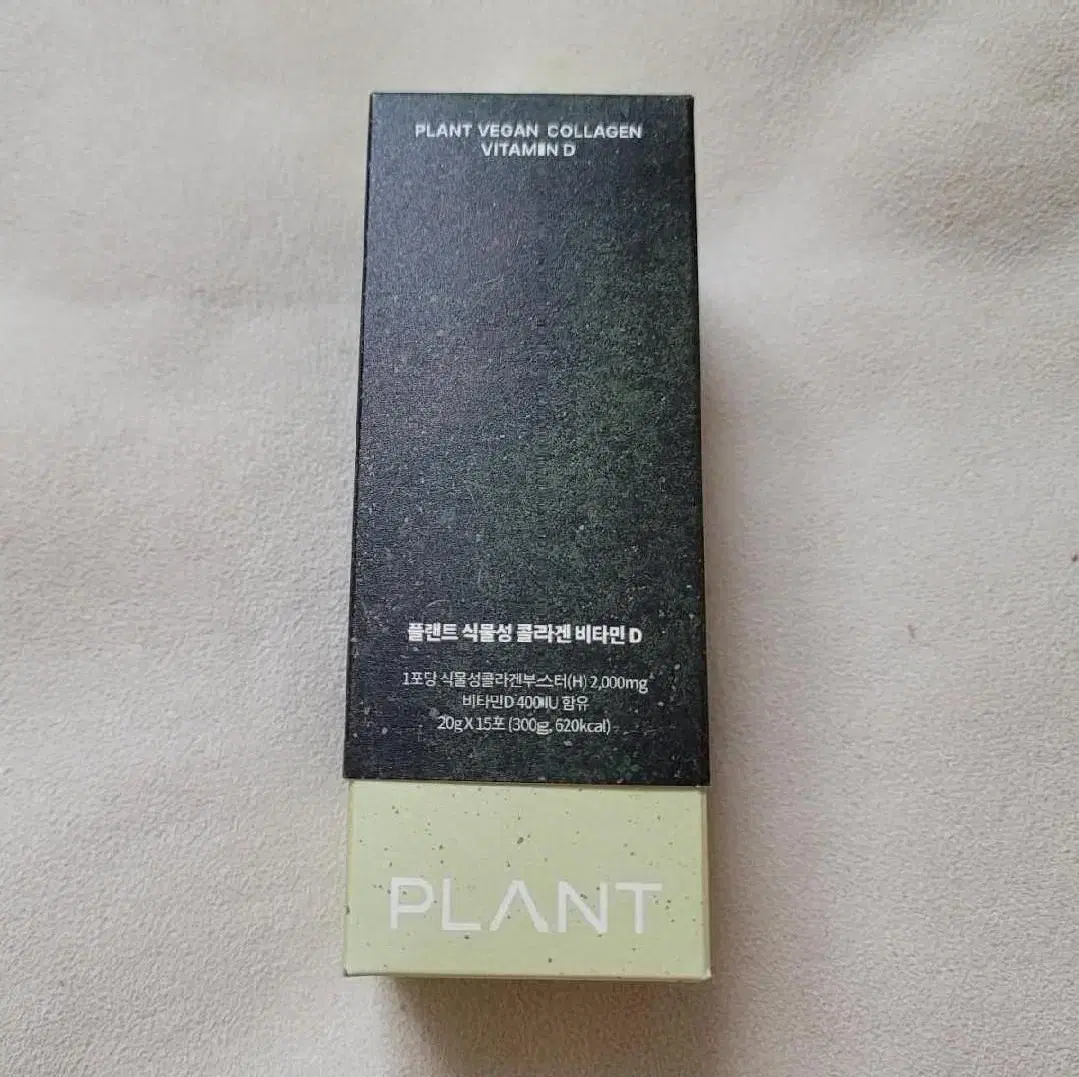 PLANT VEGAN COLLAGEN
VITAMIN D
플랜트 식물성 콜라겐 비타민 D
1포당 식물성콜라겐부스터(H) 2,000mg
비타민D 400IU 함유
20g X 15포 (300g, 620kcal)
PLANT